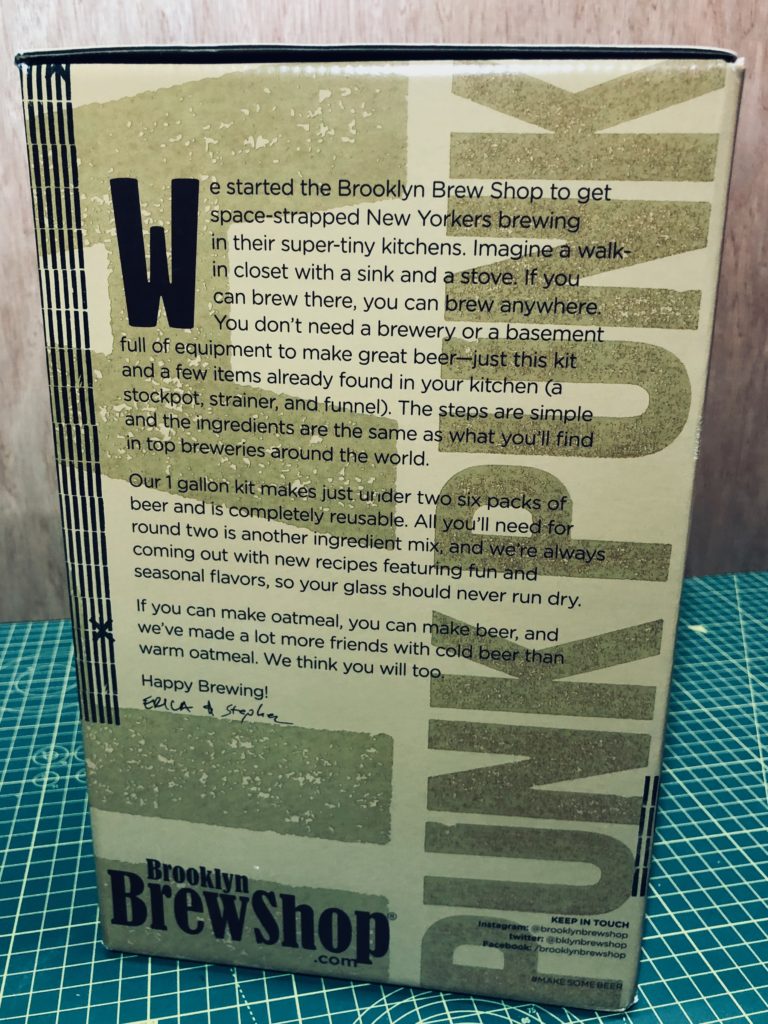 We started the Brooklyn Brew Shop to get
space-strapped New Yorkers brewing
in their super-tiny kitchens. Imagine a walk-
in closet with a sink and a stove. If you
can brew there, you can brew anywhere.
You don't need a brewery or a basement
full of equipment to make great beer—just this kit
and a few items already found in your kitchen (a
stockpot, strainer, and funnel). The steps are simple
and the ingredients are the same as what you'll find
in top breweries around the world.
Our 1 gallon kit makes just under two six packs of
beer and is completely reusable. All you'll need for
round two is another ingredient mix, and we're always
coming out with new recipes featuring fun and
seasonal flavors, so your glass should never run dry.
If you can make oatmeal, you can make beer, and
we've made a lot more friends with cold beer than
warm oatmeal. We think you will too.
Happy Brewing!
ERICA & Stephen
Brooklyn
BrewShop®
.com
KEEP IN TOUCH
Instagram: @brooklynbrewshop
twitter: @bklynbrewshop
Facebook: /brooklynbrewshop
#MAKESOMEBEER
PUNK PUNK